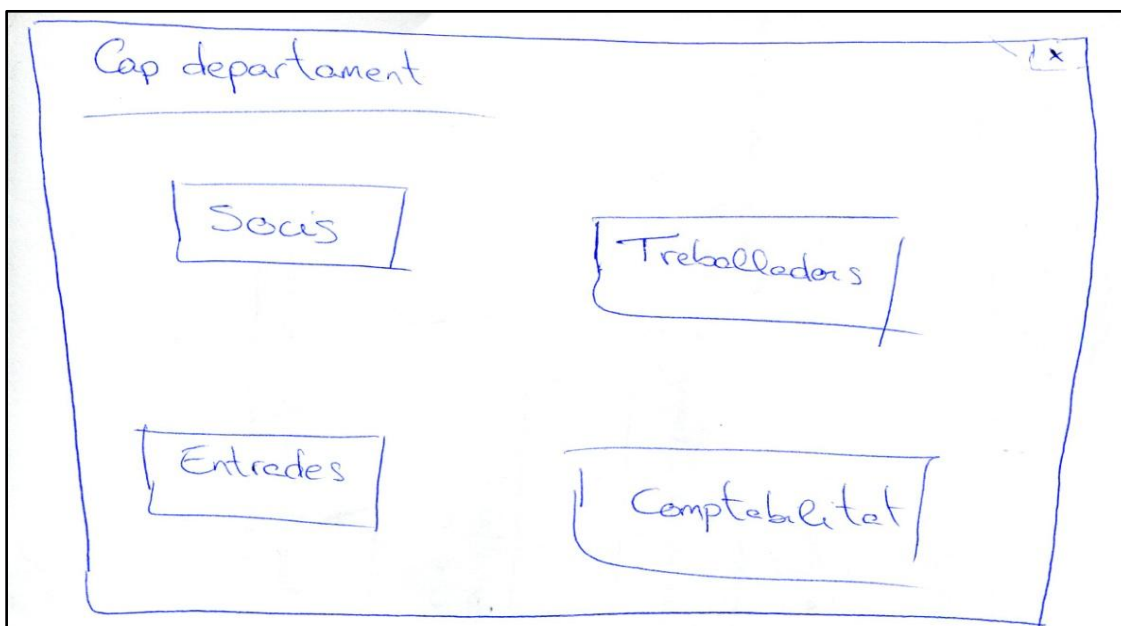 Cap departament
x
Socis
Treballadors
Entrades
Comptabilitat